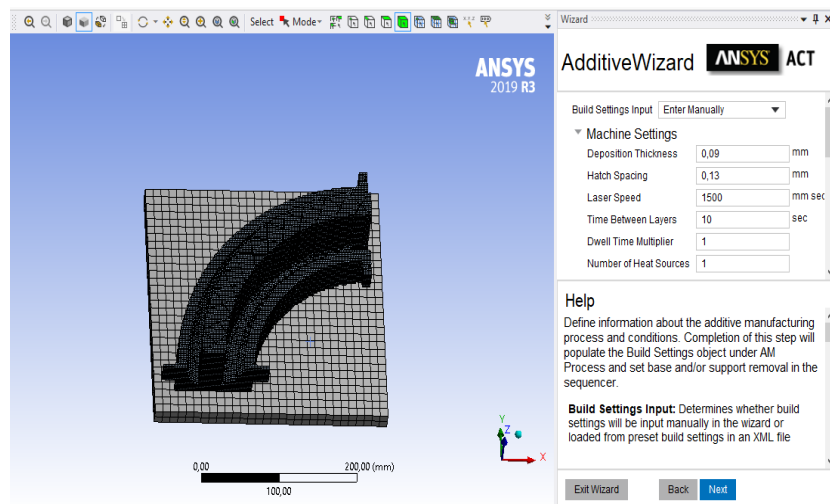 Select
Mode
Wizard
ANSYS
2019 R3
AdditiveWizard
ANSYS
ACT
Build Settings Input
Enter Manually
Machine Settings
Deposition Thickness 0,09 mm
Hatch Spacing 0,13 mm
Laser Speed 1500 mm sec
Time Between Layers 10 sec
Dwell Time Multiplier 1
Number of Heat Sources 1
Help
Define information about the additive manufacturing
process and conditions. Completion of this step will
populate the Build Settings object under AM
Process and set base and/or support removal in the
sequencer.
Build Settings Input: Determines whether build
settings will be input manually in the wizard or
loaded from preset build settings in an XML file
Y
Z
X
0,00
200,00 (mm)
100,00
Exit Wizard
Back
Next